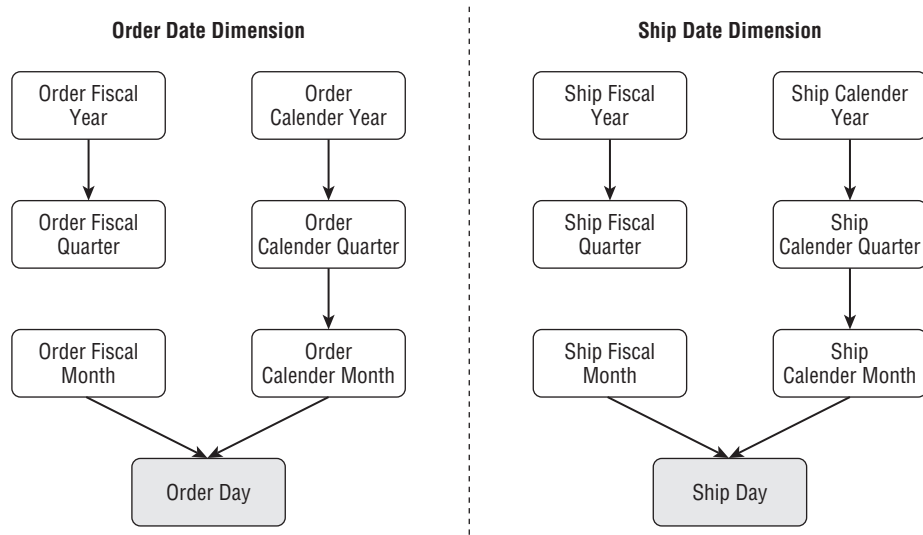 Order Date Dimension
Order Fiscal
Year
Order
Calender Year
Order Fiscal
Quarter
Order
Calender Quarter
Order Fiscal
Month
Order
Calender Month
Order Day
Ship Date Dimension
Ship Fiscal
Year
Ship Calender
Year
Ship Fiscal
Quarter
Ship
Calender Quarter
Ship Fiscal
Month
Ship
Calender Month
Ship Day